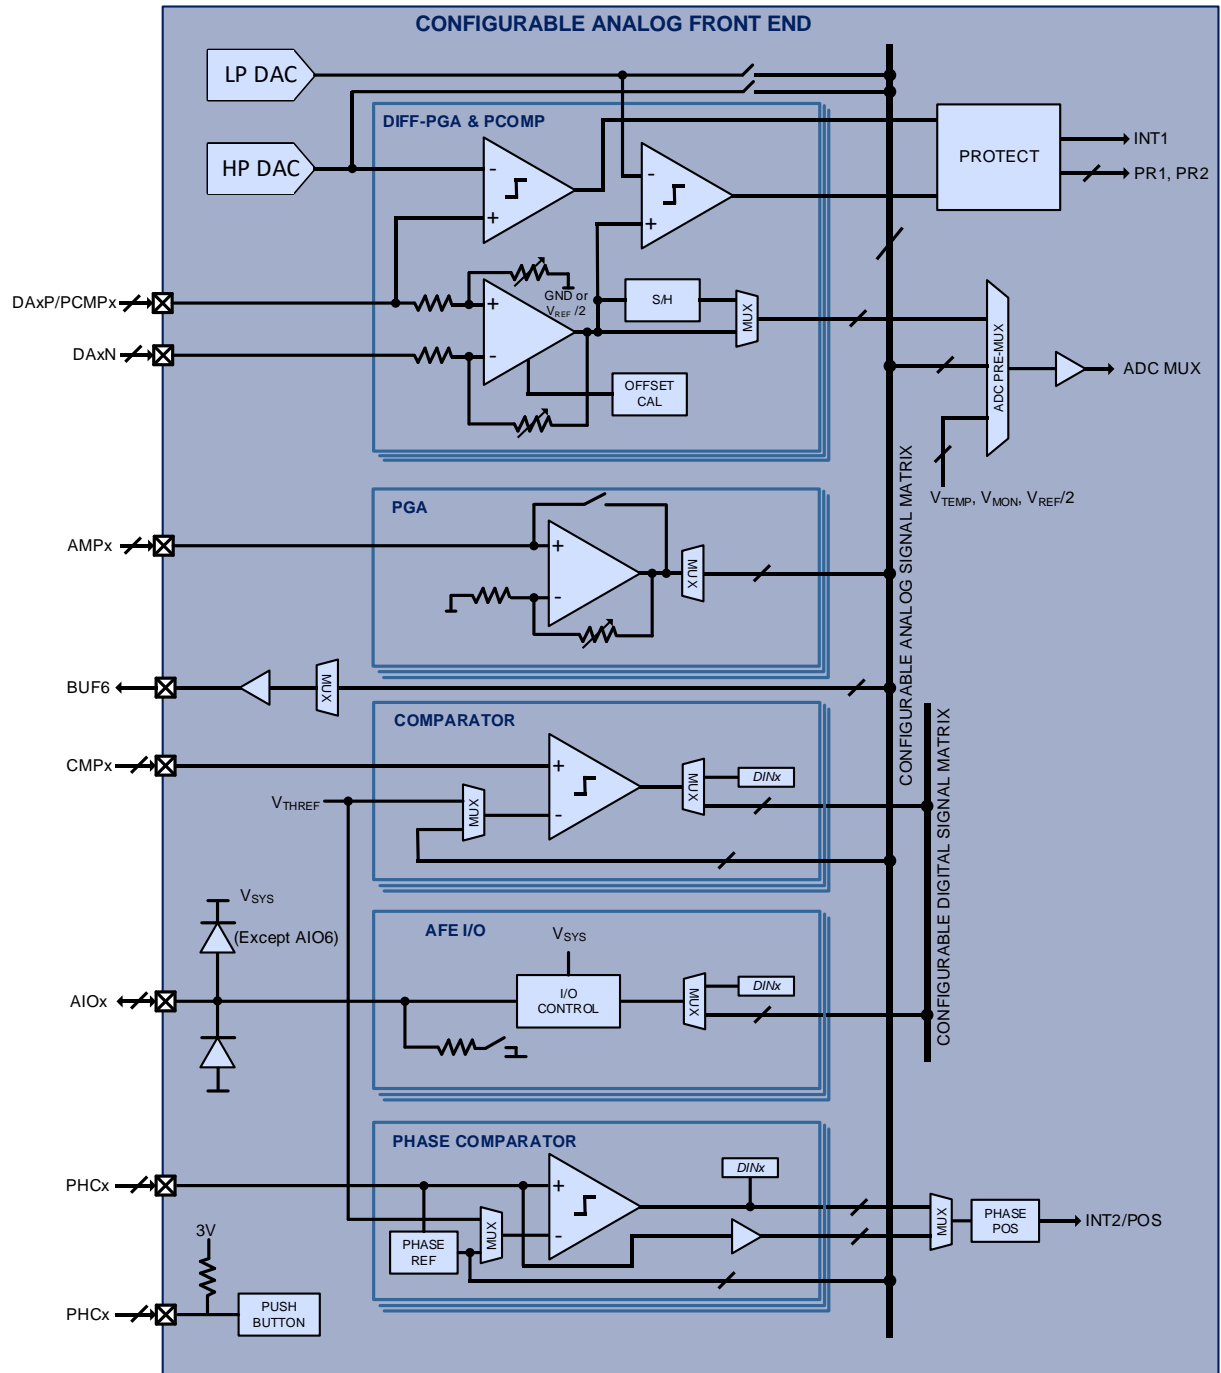 CONFIGURABLE ANALOG FRONT END
LP DAC
HP DAC
DIFF-PGA & PCOMP
-
+
-
+
PROTECT
INT1
PR1, PR2
DAxP/PCMPx
DAxN
+
-
GND or
VREF /2
S/H
MUX
OFFSET
CAL
ADC PRE-MUX
ADC MUX
VTEMP, VMON, VREF/2
CONFIGURABLE ANALOG SIGNAL MATRIX
PGA
AMPx
+
-
MUX
BUF6
MUX
COMPARATOR
CMPx
VTHREF
MUX
+
-
MUX
DINx
CONFIGURABLE DIGITAL SIGNAL MATRIX
AFE I/O
VSYS
(Except AIO6)
AIOx
VSYS
I/O
CONTROL
MUX
DINx
PHASE COMPARATOR
PHCx
PHASE
REF
MUX
+
-
DINx
MUX
PHASE
POS
INT2/POS
3V
PHCx
PUSH
BUTTON